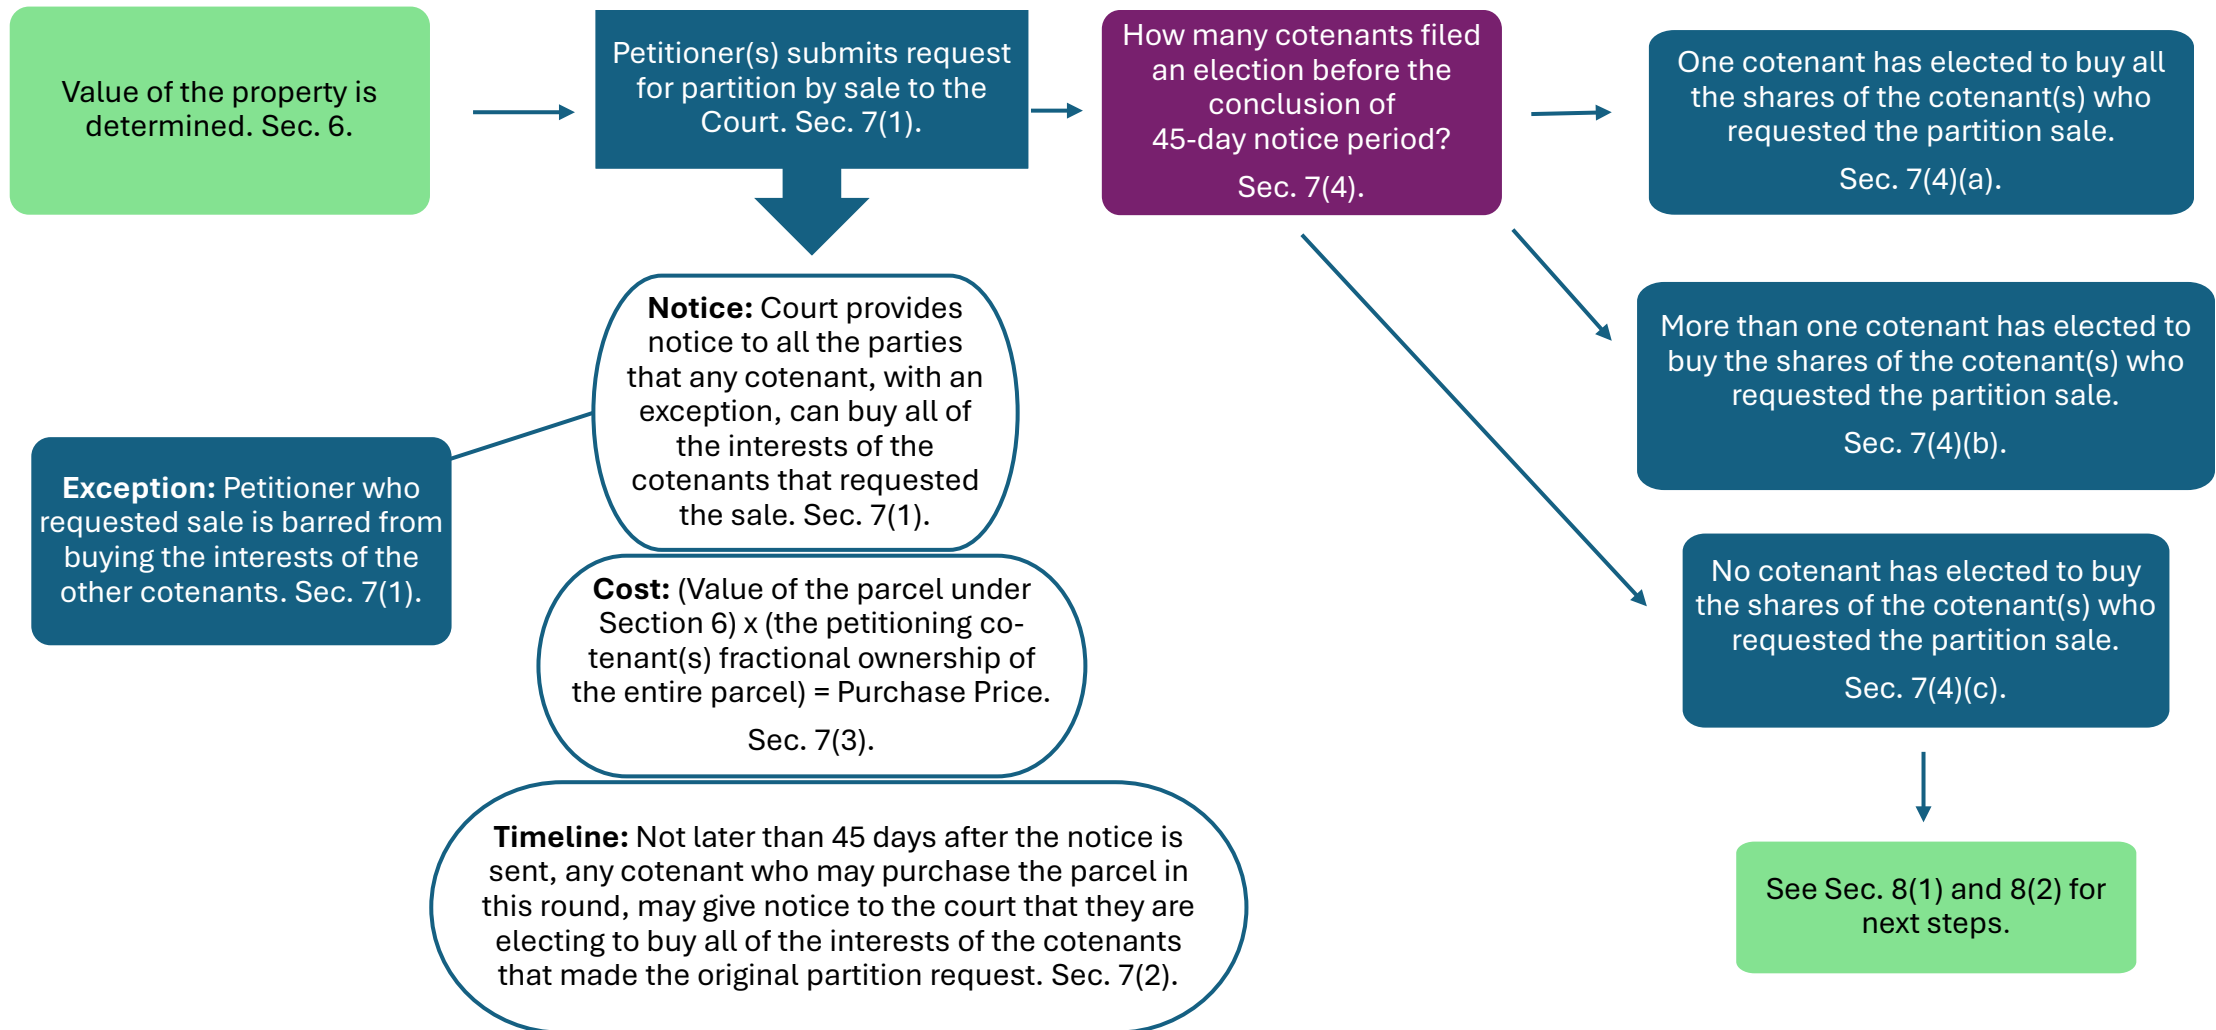 Value of the property is
determined. Sec. 6.
Petitioner(s) submits request
for partition by sale to the
Court. Sec. 7(1).
How many cotenants filed
an election before the
conclusion of
45-day notice period?
Sec. 7(4).
One cotenant has elected to buy all
the shares of the cotenant(s) who
requested the partition sale.
Sec. 7(4)(a).
Notice: Court provides
notice to all the parties
that any cotenant, with an
exception, can buy all of
the interests of the
cotenants that requested
the sale. Sec. 7(1).
Exception: Petitioner who
requested sale is barred from
buying the interests of the
other cotenants. Sec. 7(1).
Cost: (Value of the parcel under
Section 6) x (the petitioning co-
tenant(s) fractional ownership of
the entire parcel) = Purchase Price.
Sec. 7(3).
Timeline: Not later than 45 days after the notice is
sent, any cotenant who may purchase the parcel in
this round, may give notice to the court that they are
electing to buy all of the interests of the cotenants
that made the original partition request. Sec. 7(2).
More than one cotenant has elected to
buy the shares of the cotenant(s) who
requested the partition sale.
Sec. 7(4)(b).
No cotenant has elected to buy
the shares of the cotenant(s) who
requested the partition sale.
Sec. 7(4)(c).
See Sec. 8(1) and 8(2) for
next steps.